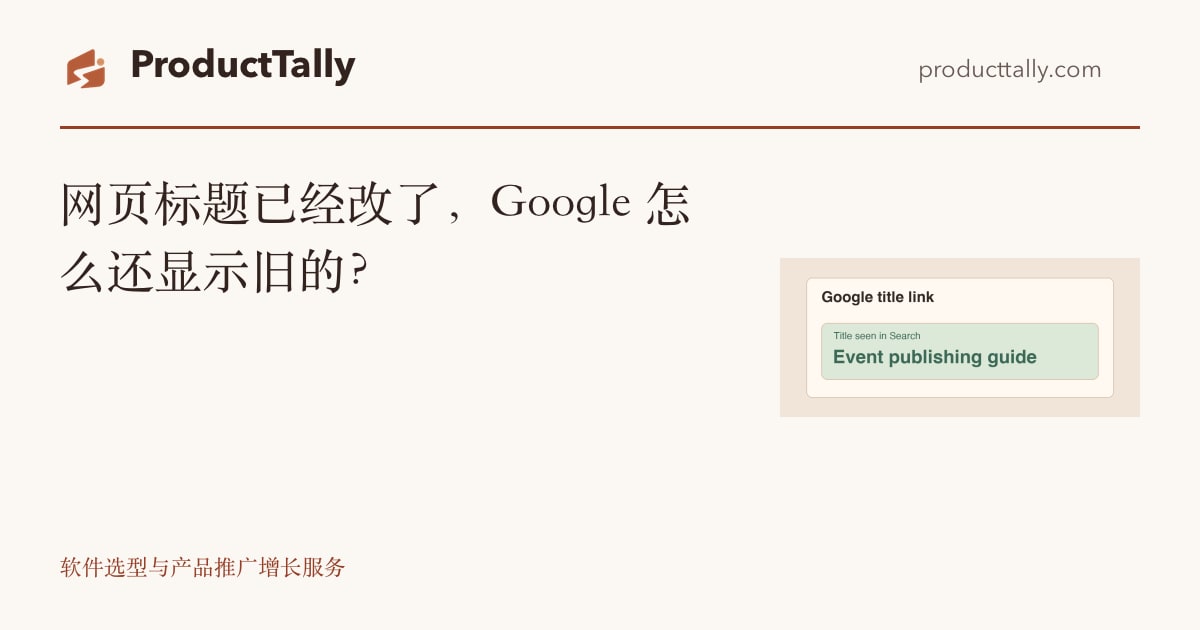 ProductTally
producttally.com
网页标题已经改了，Google 怎
么还显示旧的？
Google title link
Title seen in Search
Event publishing guide
软件选型与产品推广增长服务